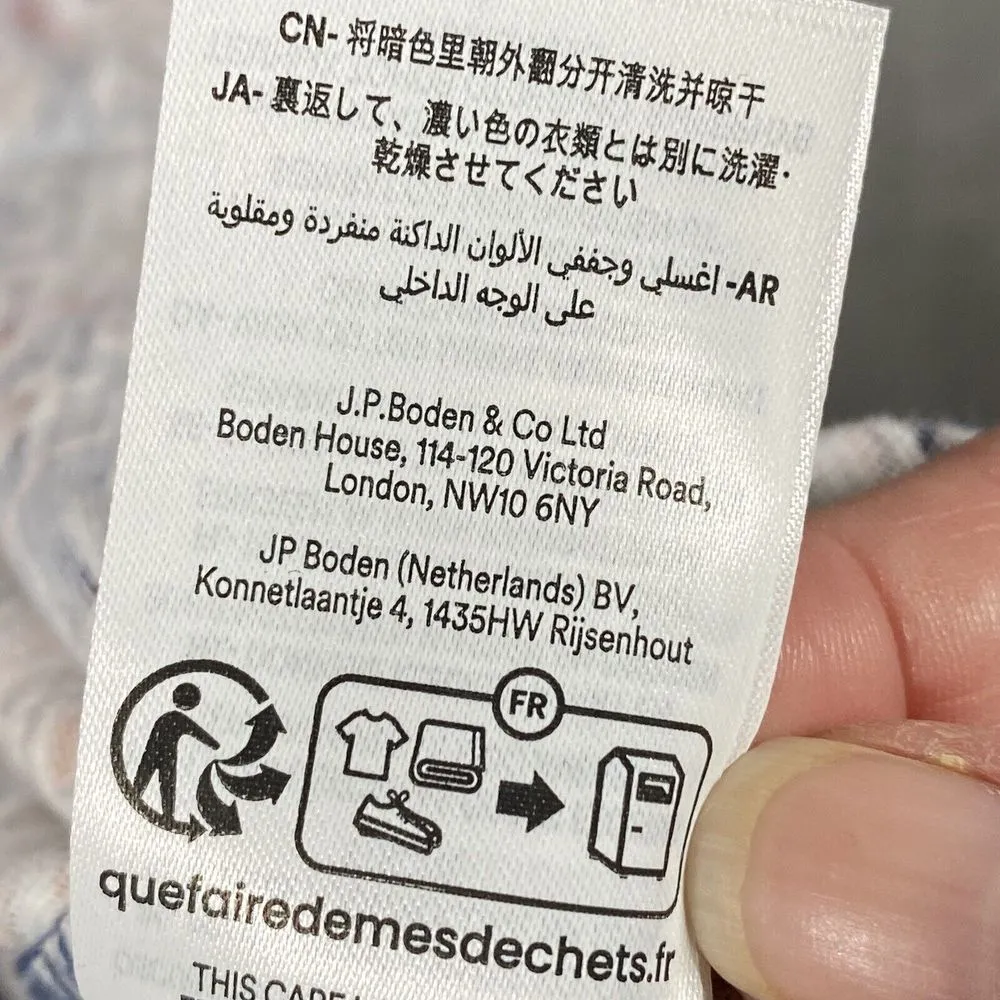 CN- 将暗色里朝外翻分开清洗并晾干
JA- 裏返して、濃い色の衣類とは別に洗濯・
乾燥させてください
AR- اغسلي وجففي الألوان الداكنة منفردة ومقلوبة
على الوجه الداخلي
J.P.Boden & Co Ltd
Boden House, 114-120 Victoria Road,
London, NW10 6NY
JP Boden (Netherlands) BV,
Konnetlaantje 4, 1435HW Rijsenhout
FR
quefairedemesdechets.fr
THIS